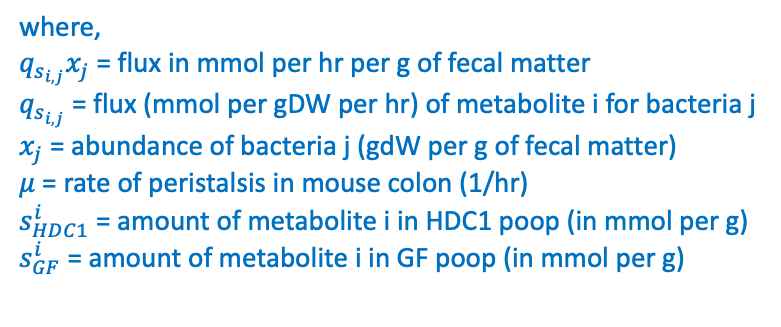 where,
$q_{s_{i,j}}x_j$ = flux in mmol per hr per g of fecal matter
$q_{s_{i,j}}$ = flux (mmol per gDW per hr) of metabolite i for bacteria j
$x_j$ = abundance of bacteria j (gdW per g of fecal matter)
$\mu$ = rate of peristalsis in mouse colon (1/hr)
$s^i_{HDC1}$ = amount of metabolite i in HDC1 poop (in mmol per g)
$s^i_{GF}$ = amount of metabolite i in GF poop (in mmol per g)